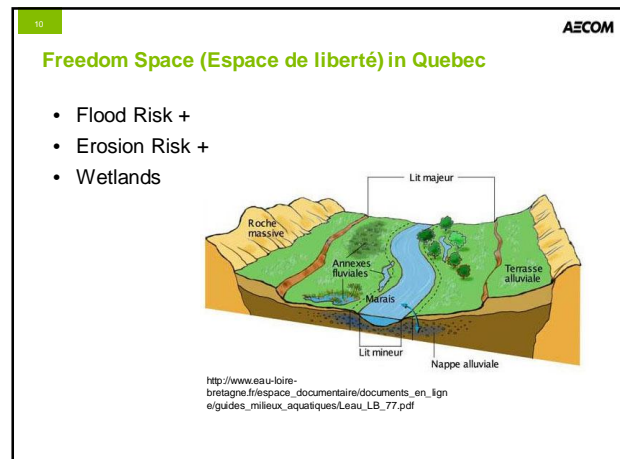 10
AECOM
Freedom Space (Espace de liberté) in Quebec
• Flood Risk +
• Erosion Risk +
• Wetlands
Lit majeur
Roche
massive
Annexes
fluviales
Terrasse
alluviale
Marais
Lit mineur
Nappe alluviale
http://www.eau-loire-
bretagne.fr/espace_documentaire/documents_en_lign
e/guides_milieux_aquatiques/Leau_LB_77.pdf